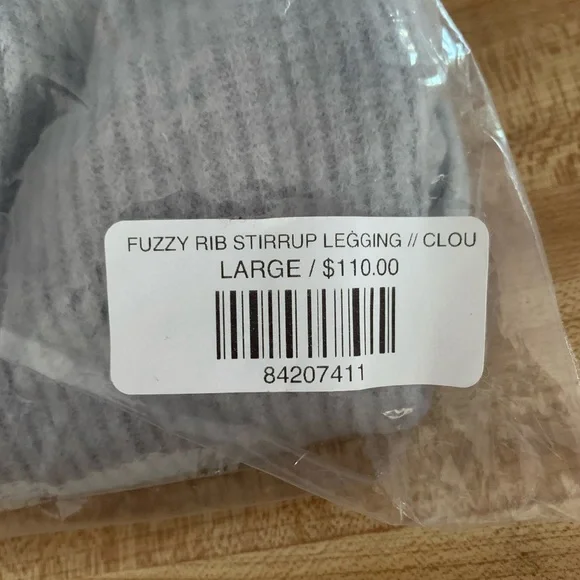 FUZZY RIB STIRRUP LEGGING // CLOU
LARGE / $110.00
84207411